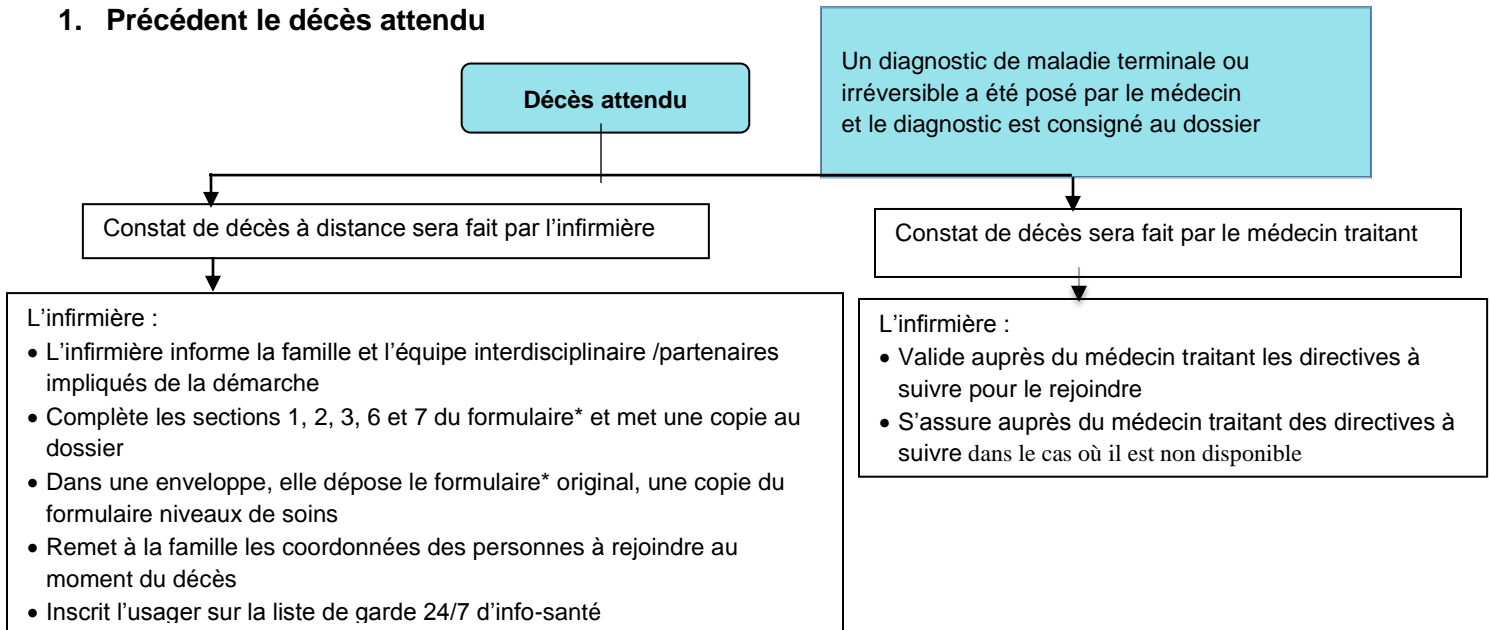 1. Précédent le décès attendu
Décès attendu
Un diagnostic de maladie terminale ou
irréversible a été posé par le médecin
et le diagnostic est consigné au dossier
Constat de décès à distance sera fait par l’infirmière
Constat de décès sera fait par le médecin traitant
L’infirmière :
• L’infirmière informe la famille et l’équipe interdisciplinaire /partenaires
impliqués de la démarche
• Complète les sections 1, 2, 3, 6 et 7 du formulaire* et met une copie au
dossier
• Dans une enveloppe, elle dépose le formulaire* original, une copie du
formulaire niveaux de soins
• Remet à la famille les coordonnées des personnes à rejoindre au
moment du décès
• Inscrit l’usager sur la liste de garde 24/7 d’info-santé
L’infirmière :
• Valide auprès du médecin traitant les directives à
suivre pour le rejoindre
• S’assure auprès du médecin traitant des directives à
suivre dans le cas où il est non disponible